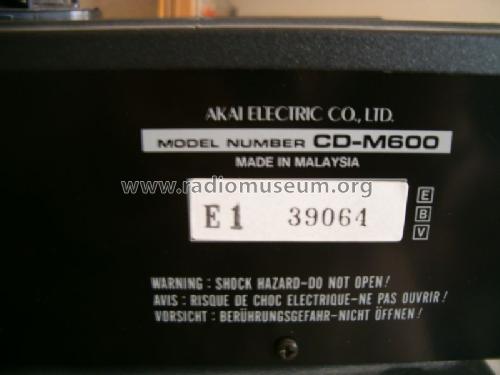 AKAI ELECTRIC CO., LTD.
MODEL NUMBER CD-M600
MADE IN MALAYSIA
www.radiomuseum.org
E1 39064
E
B
V
WARNING : SHOCK HAZARD-DO NOT OPEN!
AVIS : RISQUE DE CHOC ELECTRIQUE-NE PAS OUVRIR!
VORSICHT : BERÜHRUNGSGEFAHR-NICHT ÖFFNEN!